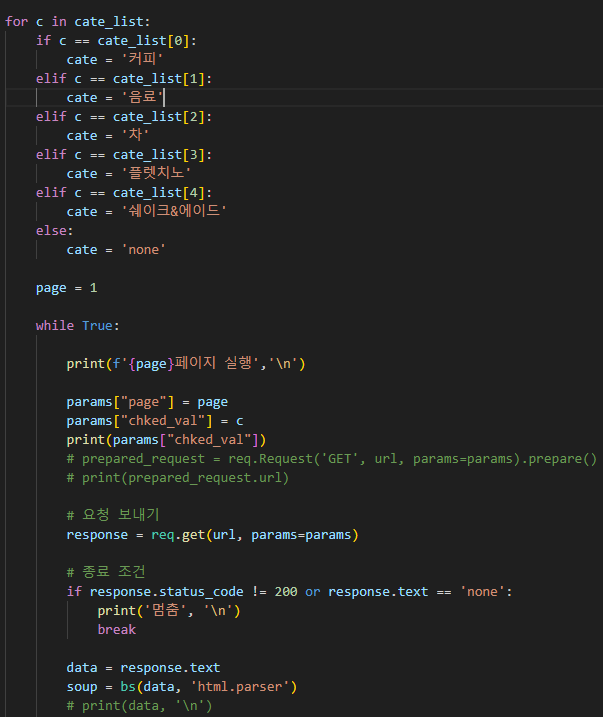 for c in cate_list:
    if c == cate_list[0]:
        cate = '커피'
    elif c == cate_list[1]:
        cate = '음료'
    elif c == cate_list[2]:
        cate = '차'
    elif c == cate_list[3]:
        cate = '플렛치노'
    elif c == cate_list[4]:
        cate = '쉐이크&에이드'
    else:
        cate = 'none'
    page = 1
    while True:
        print(f'{page}페이지 실행','\n')
        params["page"] = page
        params["chked_val"] = c
        print(params["chked_val"])
        # prepared_request = req.Request('GET', url, params=params).prepare()
        # print(prepared_request.url)
        # 요청 보내기
        response = req.get(url, params=params)
        # 종료 조건
        if response.status_code != 200 or response.text == 'none':
            print('멈춤', '\n')
            break
        data = response.text
        soup = bs(data, 'html.parser')
        # print(data, '\n')